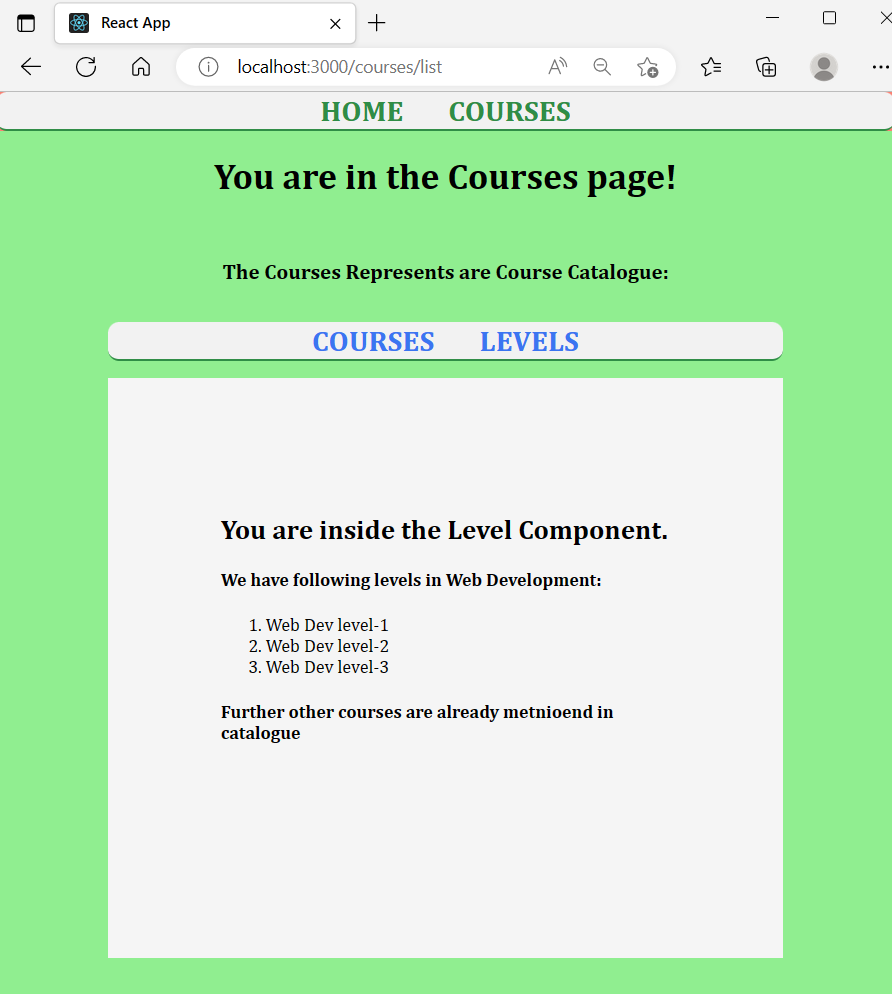 React App
localhost:3000/courses/list
HOME COURSES
You are in the Courses page!
The Courses Represents are Course Catalogue:
COURSES LEVELS
You are inside the Level Component.
We have following levels in Web Development:
1. Web Dev level-1
2. Web Dev level-2
3. Web Dev level-3
Further other courses are already metnioend in
catalogue